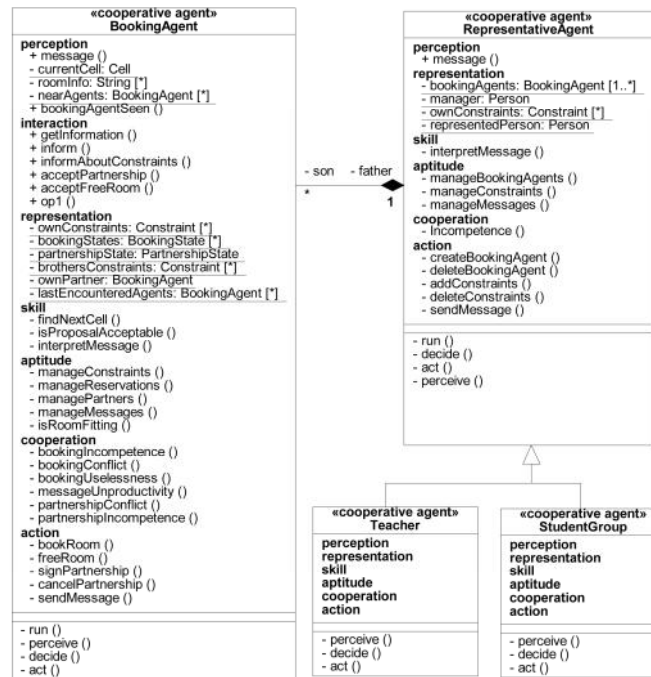 «cooperative agent»
BookingAgent
perception
+ message ()
- currentCell: Cell
- roomInfo: String [*]
- nearAgents: BookingAgent [*]
+ bookingAgentSeen ()
interaction
+ getInformation ()
+ inform ()
+ informAboutConstraints ()
+ acceptPartnership ()
+ acceptFreeRoom ()
+ op1 ()
representation
- ownConstraints: Constraint [*]
- bookingStates: BookingState [*]
- partnershipState: PartnershipState
- brothersConstraints: Constraint [*]
- ownPartner: BookingAgent
- lastEncounteredAgents: BookingAgent [*]
skill
- findNextCell ()
- isProposalAcceptable ()
- interpretMessage ()
aptitude
- manageConstraints ()
- manageReservations ()
- managePartners ()
- manageMessages ()
- isRoomFitting ()
cooperation
- bookingIncompetence ()
- bookingConflict ()
- bookingUselessness ()
- messageUnproductivity ()
- partnershipConflict ()
- partnershipIncompetence ()
action
- bookRoom ()
- freeRoom ()
- signPartnership ()
- cancelPartnership ()
- sendMessage ()
- run ()
- perceive ()
- decide ()
- act ()
- son - father
* 1
«cooperative agent»
RepresentativeAgent
perception
+ message ()
representation
- bookingAgents: BookingAgent [1..*]
- manager: Person
- ownConstraints: Constraint [*]
- representedPerson: Person
skill
- interpretMessage ()
aptitude
- manageBookingAgents ()
- manageConstraints ()
- manageMessages ()
cooperation
- Incompetence ()
action
- createBookingAgent ()
- deleteBookingAgent ()
- addConstraints ()
- deleteConstraints ()
- sendMessage ()
- run ()
- decide ()
- act ()
- perceive ()
«cooperative agent»
Teacher
perception
representation
skill
aptitude
cooperation
action
- perceive ()
- decide ()
- act ()
«cooperative agent»
StudentGroup
perception
representation
skill
aptitude
cooperation
action
- perceive ()
- decide ()
- act ()